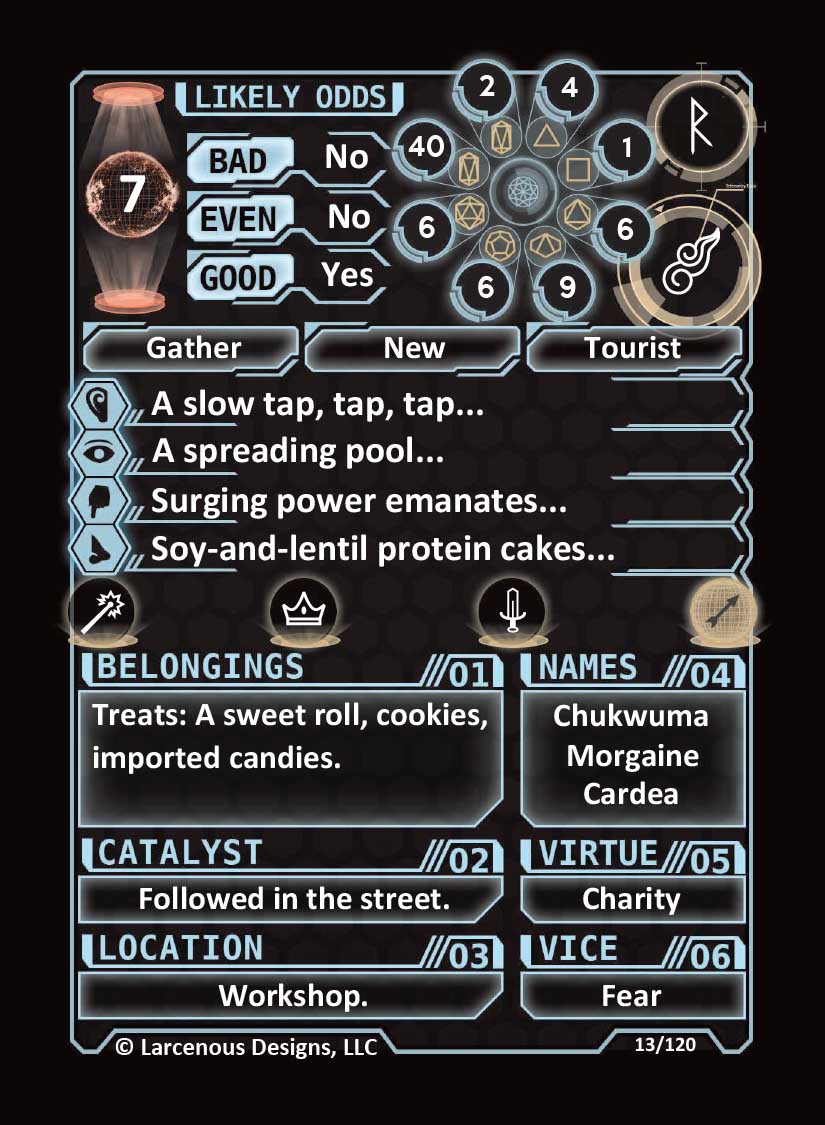 LIKELY ODDS
7
BAD No
EVEN No
GOOD Yes
2
4
40
1
6
6
6
9
ᚱ
Gather New Tourist
A slow tap, tap, tap...
A spreading pool...
Surging power emanates...
Soy-and-lentil protein cakes...
BELONGINGS ///01
Treats: A sweet roll, cookies,
imported candies.
NAMES ///04
Chukwuma
Morgaine
Cardea
CATALYST ///02
Followed in the street.
VIRTUE ///05
Charity
LOCATION ///03
Workshop.
VICE ///06
Fear
© Larcenous Designs, LLC
13/120